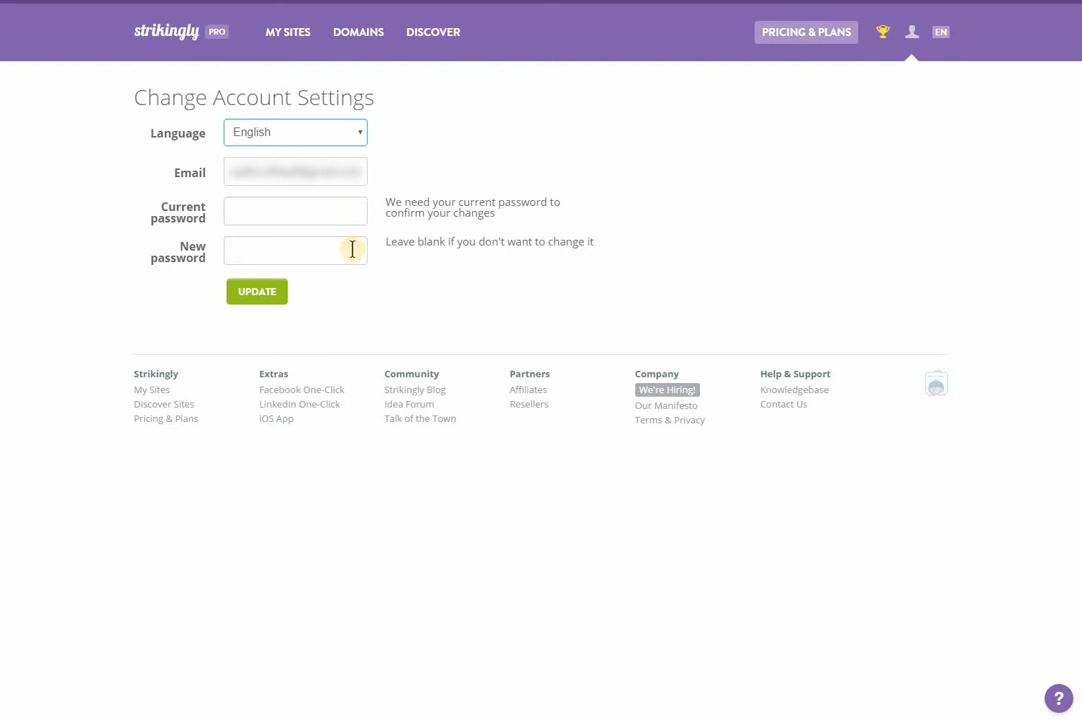 strikingly PRO MY SITES DOMAINS DISCOVER PRICING & PLANS EN
Change Account Settings
Language English
Email
Current password
We need your current password to
confirm your changes
New password
Leave blank if you don't want to change it
UPDATE
Strikingly
My Sites
Discover Sites
Pricing & Plans
Extras
Facebook One-Click
Linkedin One-Click
iOS App
Community
Strikingly Blog
Idea Forum
Talk of the Town
Partners
Affiliates
Resellers
Company
We're Hiring!
Our Manifesto
Terms & Privacy
Help & Support
Knowledgebase
Contact Us
?